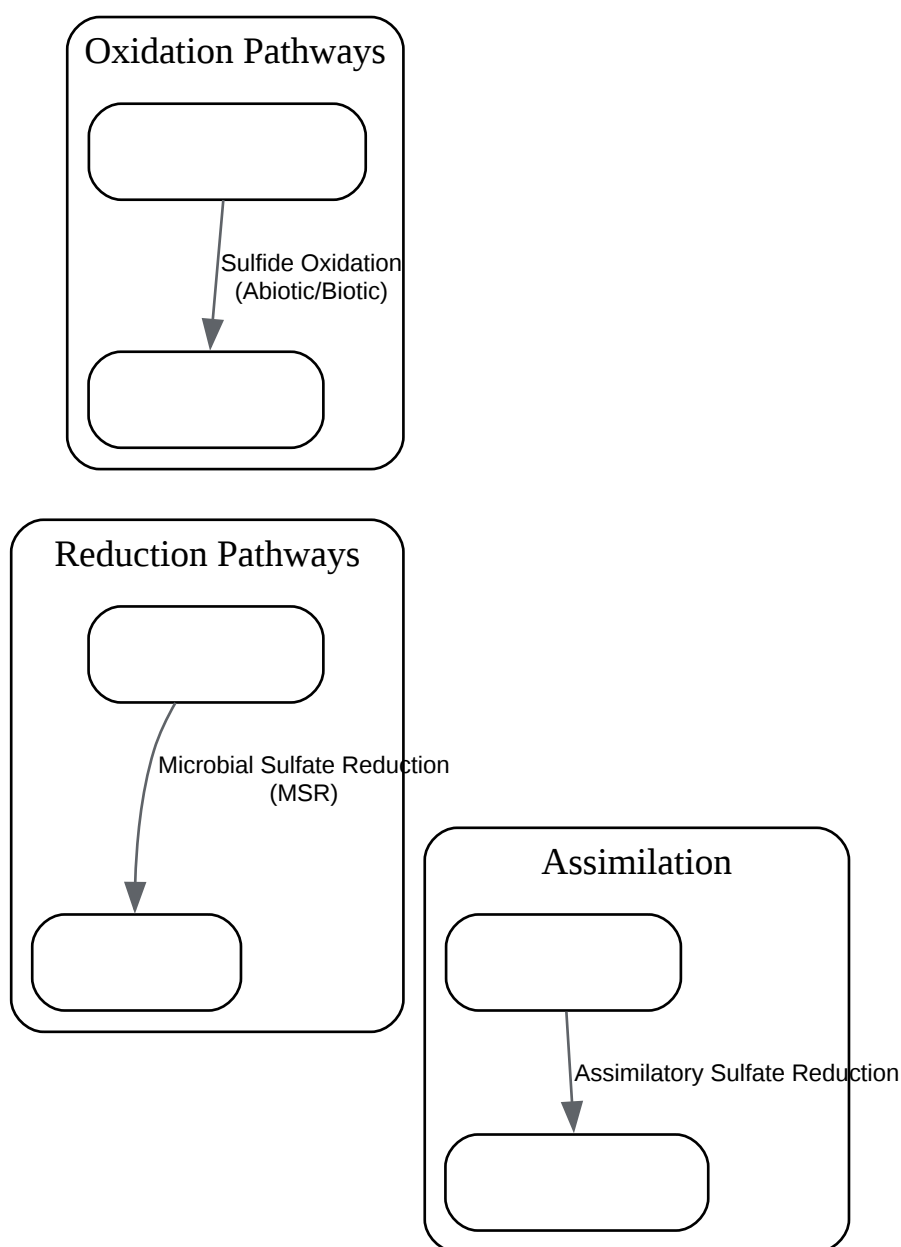 Oxidation Pathways
Sulfide Oxidation
(Abiotic/Biotic)
Reduction Pathways
Microbial Sulfate Reduction
(MSR)
Assimilation
Assimilatory Sulfate Reduction